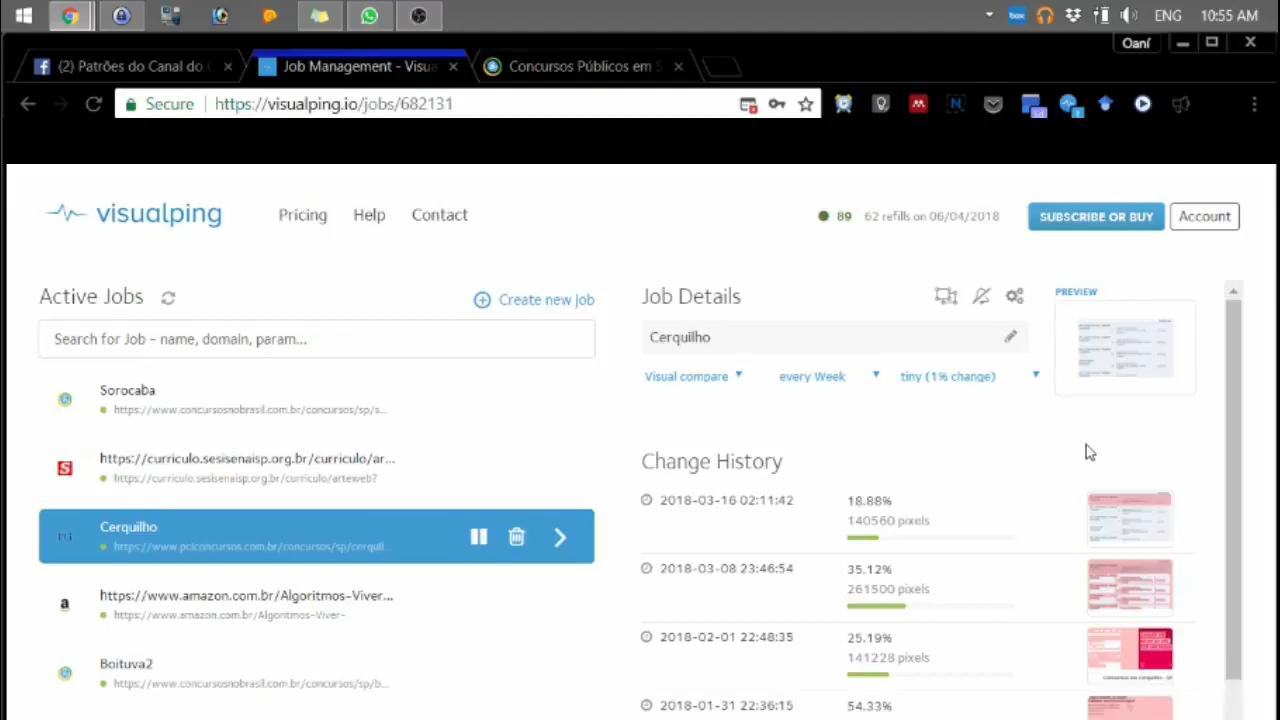 box
ENG
10:55 AM
Oaní
(2) Patrões do Canal do
Job Management - Visua
Concursos Públicos em S
Secure
https://visualping.io/jobs/682131
visualping
Pricing
Help
Contact
89
62 refills on 06/04/2018
SUBSCRIBE OR BUY
Account
Active Jobs
Create new job
Search for Job – name, domain, param...
Sorocaba
https://www.concursosnobrasil.com.br/concursos/sp/s...
https://curriculo.sesisenaisp.org.br/curriculo/ar...
https://curriculo.sesisenaisp.org.br/curriculo/arteweb?
Cerquilho
https://www.pciconcursos.com.br/concursos/sp/cerquil...
https://www.amazon.com.br/Algoritmos-Viver...
https://www.amazon.com.br/Algoritmos-Viver-
Boituva2
https://www.concursosnobrasil.com.br/concursos/sp/b...
Job Details
Cerquilho
Visual compare
every Week
tiny (1% change)
PREVIEW
Change History
2018-03-16 02:11:42
18.88%
140560 pixels
2018-03-08 23:46:54
35.12%
261500 pixels
2018-02-01 22:48:35
25.19%
141228 pixels
2018-01-31 22:36:15
54.33%